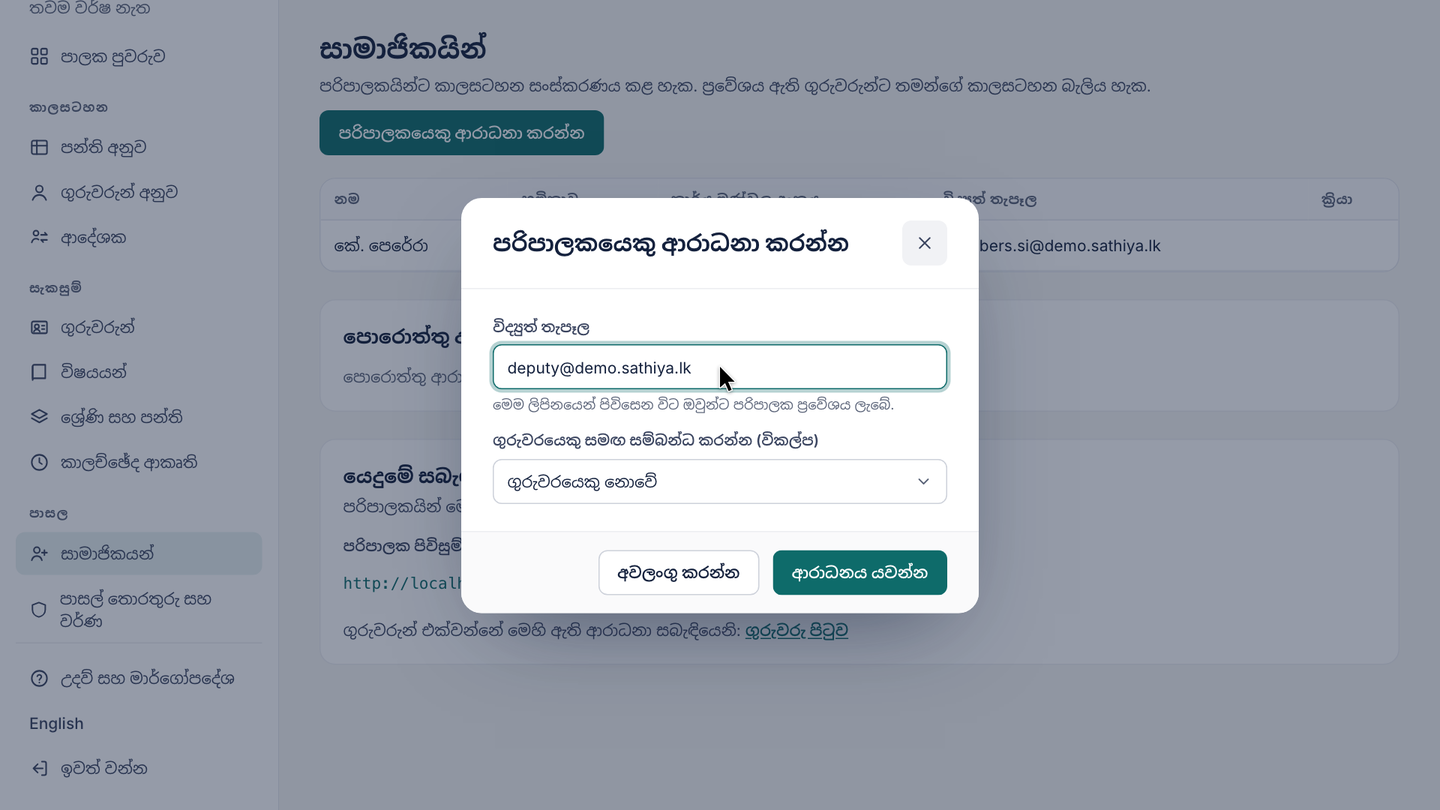 තවම වර්ෂ නැත
පාලක පුවරුව
කාලසටහන
පන්ති අනුව
ගුරුවරුන් අනුව
ආදේශක
සැකසුම්
ගුරුවරුන්
විෂයයන්
ශ්‍රේණි සහ පන්ති
කාලච්ඡේද ආකෘති
පාසල
සාමාජිකයන්
පාසල් තොරතුරු සහ
වර්ණ
උදව් සහ මාර්ගෝපදේශ
English
ඉවත් වන්න
සාමාජිකයින්
පරිපාලකයින්ට කාලසටහන සංස්කරණය කළ හැක. ප්‍රවේශය ඇති ගුරුවරුන්ට තමන්ගේ කාලසටහන බැලිය හැක.
පරිපාලකයෙකු ආරාධනා කරන්න
නම
තැපෑල
ක්‍රියා
කේ. පෙරේරා
bers.si@demo.sathiya.lk
පොරොත්තු
පොරොත්තු
යෙදුමේ
පරිපාලකයින්
පරිපාලක
http://local
ගුරුවරුන් එක්වන්නේ මෙහි ඇති ආරාධනා සබැඳියෙනි: ගුරුවරු පිටුව
පරිපාලකයෙකු ආරාධනා කරන්න
විද්‍යුත් තැපෑල
deputy@demo.sathiya.lk
මෙම ලිපිනයෙන් පිවිසෙන විට ඔවුන්ට පරිපාලක ප්‍රවේශය ලැබේ.
ගුරුවරයෙකු සමඟ සම්බන්ධ කරන්න (විකල්ප)
ගුරුවරයෙකු නොවේ
අවලංගු කරන්න
ආරාධනය යවන්න